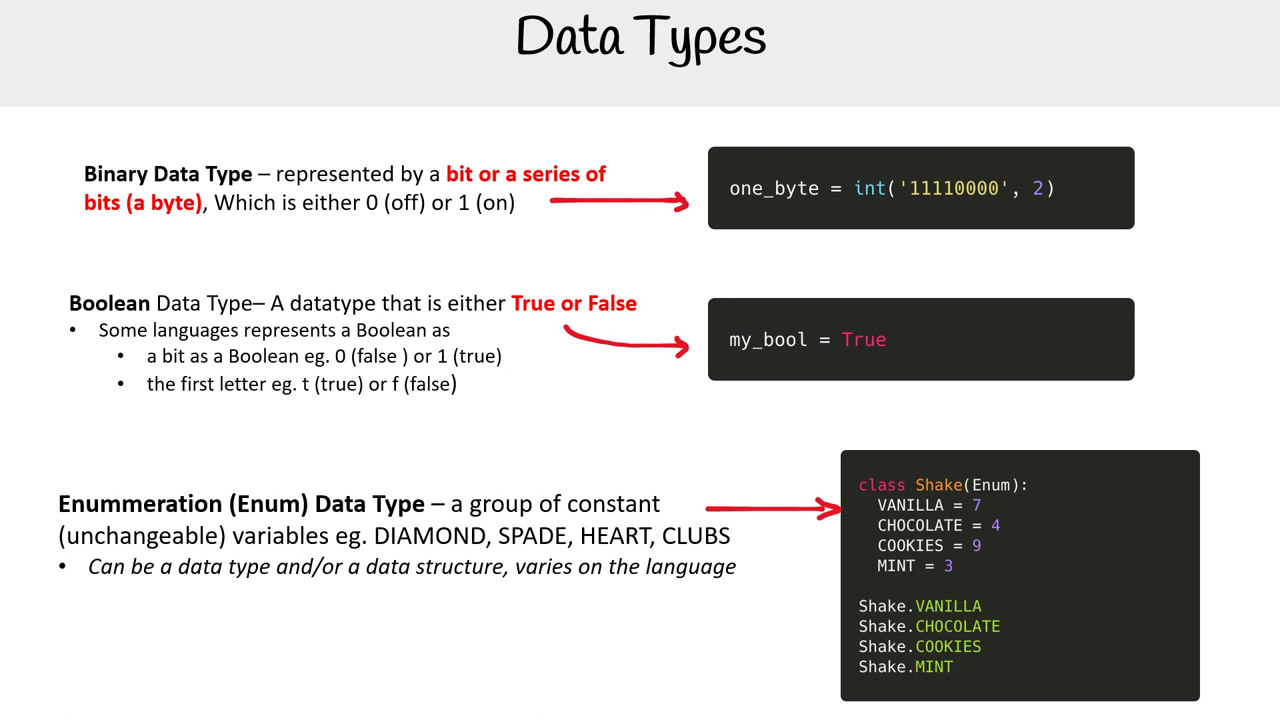 Data Types
Binary Data Type – represented by a bit or a series of
bits (a byte), Which is either 0 (off) or 1 (on)
one_byte = int('11110000', 2)
Boolean Data Type– A datatype that is either True or False
• Some languages represents a Boolean as
• a bit as a Boolean eg. 0 (false ) or 1 (true)
• the first letter eg. t (true) or f (false)
my_bool = True
Enummeration (Enum) Data Type – a group of constant
(unchangeable) variables eg. DIAMOND, SPADE, HEART, CLUBS
• Can be a data type and/or a data structure, varies on the language
class Shake(Enum):
  VANILLA = 7
  CHOCOLATE = 4
  COOKIES = 9
  MINT = 3
Shake.VANILLA
Shake.CHOCOLATE
Shake.COOKIES
Shake.MINT